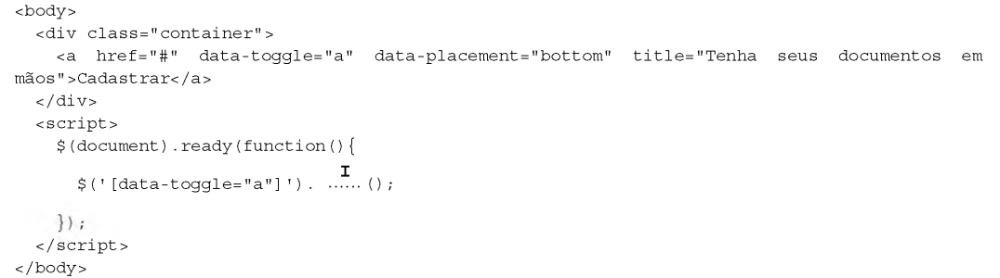 <body>
<div class="container">
<a href="#" data-toggle="a" data-placement="bottom" title="Tenha seus documentos em
mãos">Cadastrar</a>
</div>
<script>
$(document).ready(function(){
I
$('[data-toggle="a"]'). ......();
});
</script>
</body>